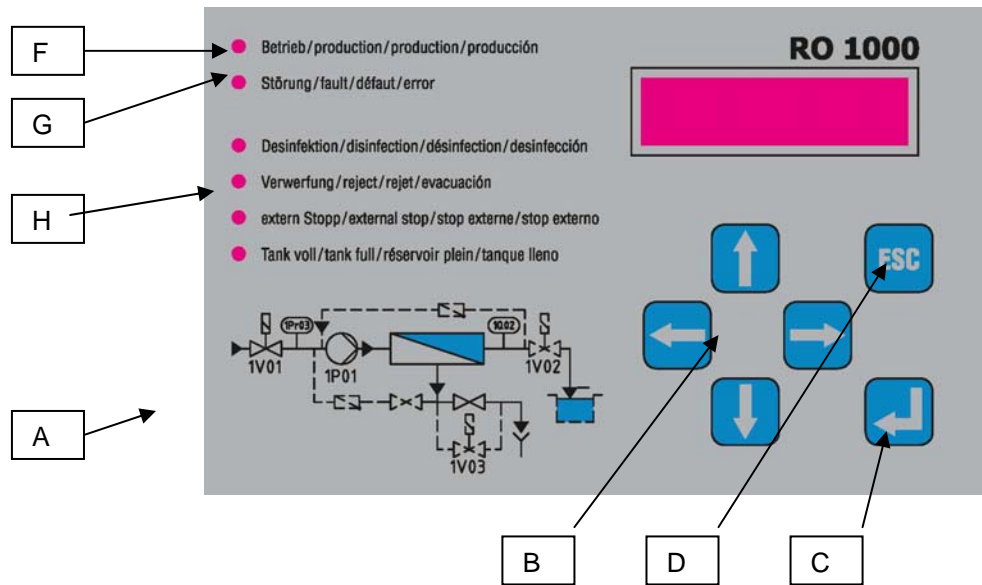 F
Betrieb/production/production/producción
RO 1000
G
Störung/fault/défaut/error
Desinfektion/disinfection/désinfection/desinfección
H
Verwerfung/reject/rejet/evacuación
extern Stopp/external stop/stop externe/stop externo
Tank voll/tank full/réservoir plein/tanque lleno
ESC
1Pr03
1Q02
1V01
1P01
1V02
A
1V03
B
D
C